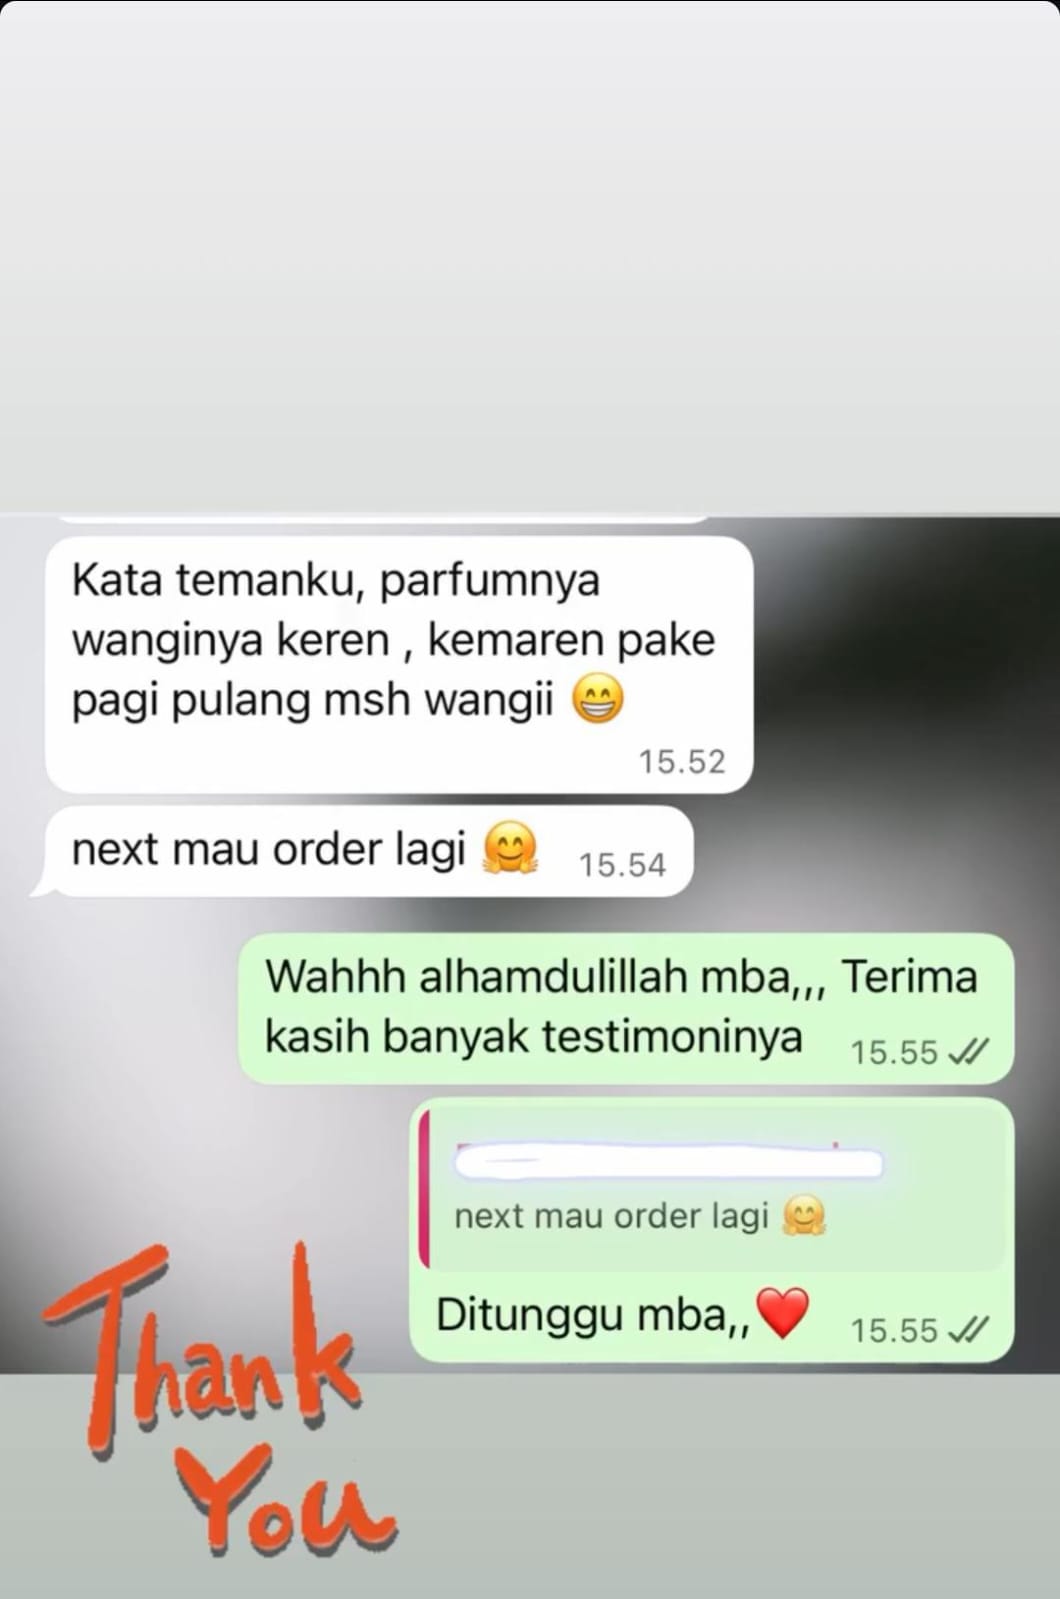 Kata temanku, parfumnya
wanginya keren , kemaren pake
pagi pulang msh wangii 😁
15.52
next mau order lagi 🤗 15.54
Wahhh alhamdulillah mba,,, Terima
kasih banyak testimoninya 15.55
next mau order lagi 🤗
Ditunggu mba,,❤️ 15.55
Thank
You